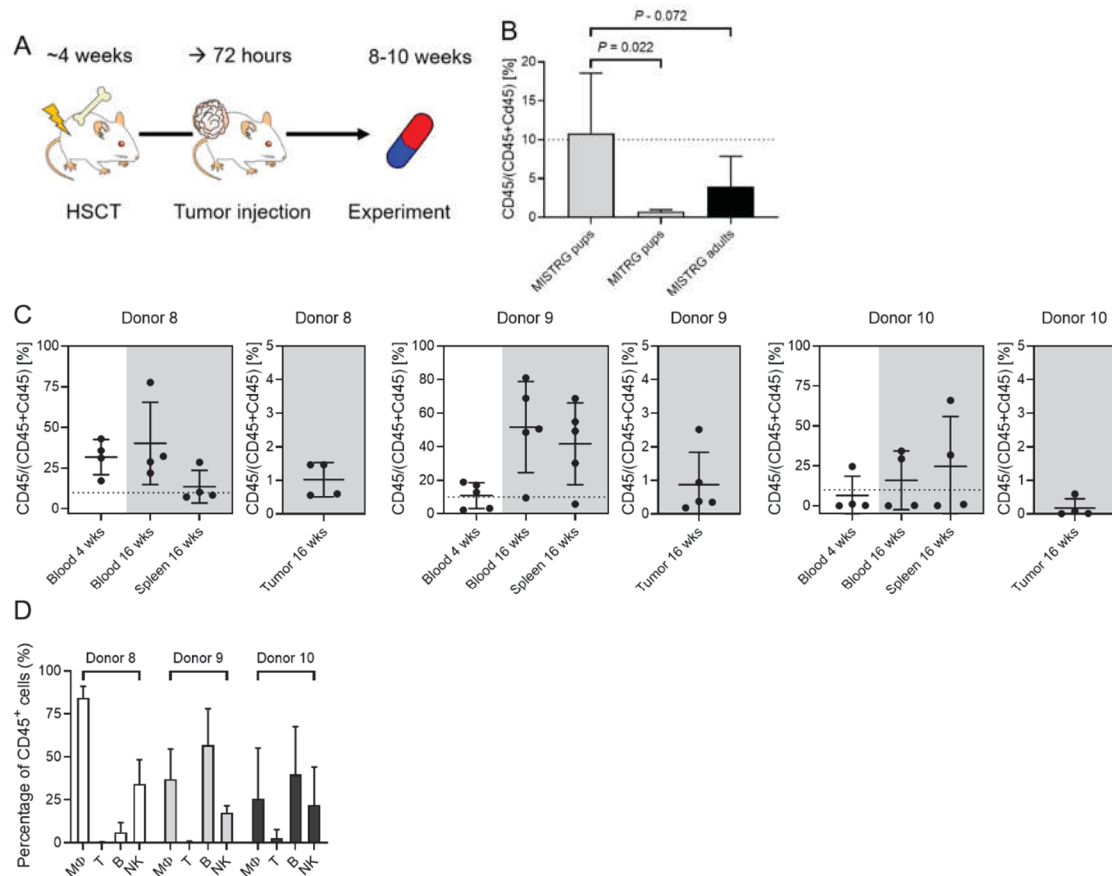 A
~4 weeks
→ 72 hours
8-10 weeks
HSCT
Tumor injection
Experiment
B
P - 0.072
P = 0.022
CD45/(CD45+Cd45) [%]
20
15
10
5
0
MISTRG pups
MITRG pups
MISTRG adults
C
Donor 8
CD45/(CD45+Cd45) [%]
100
75
50
25
0
Blood 4 wks
Blood 16 wks
Spleen 16 wks
Donor 8
CD45/(CD45+Cd45) [%]
5
4
3
2
1
0
Tumor 16 wks
Donor 9
CD45/(CD45+Cd45) [%]
100
80
60
40
20
0
Blood 4 wks
Blood 16 wks
Spleen 16 wks
Donor 9
CD45/(CD45+Cd45) [%]
5
4
3
2
1
0
Tumor 16 wks
Donor 10
CD45/(CD45+Cd45) [%]
100
75
50
25
0
Blood 4 wks
Blood 16 wks
Spleen 16 wks
Donor 10
CD45/(CD45+Cd45) [%]
5
4
3
2
1
0
Tumor 16 wks
D
Percentage of CD45⁺ cells (%)
100
75
50
25
0
Donor 8
Donor 9
Donor 10
MΦ
T
B
NK
MΦ
T
B
NK
MΦ
T
B
NK